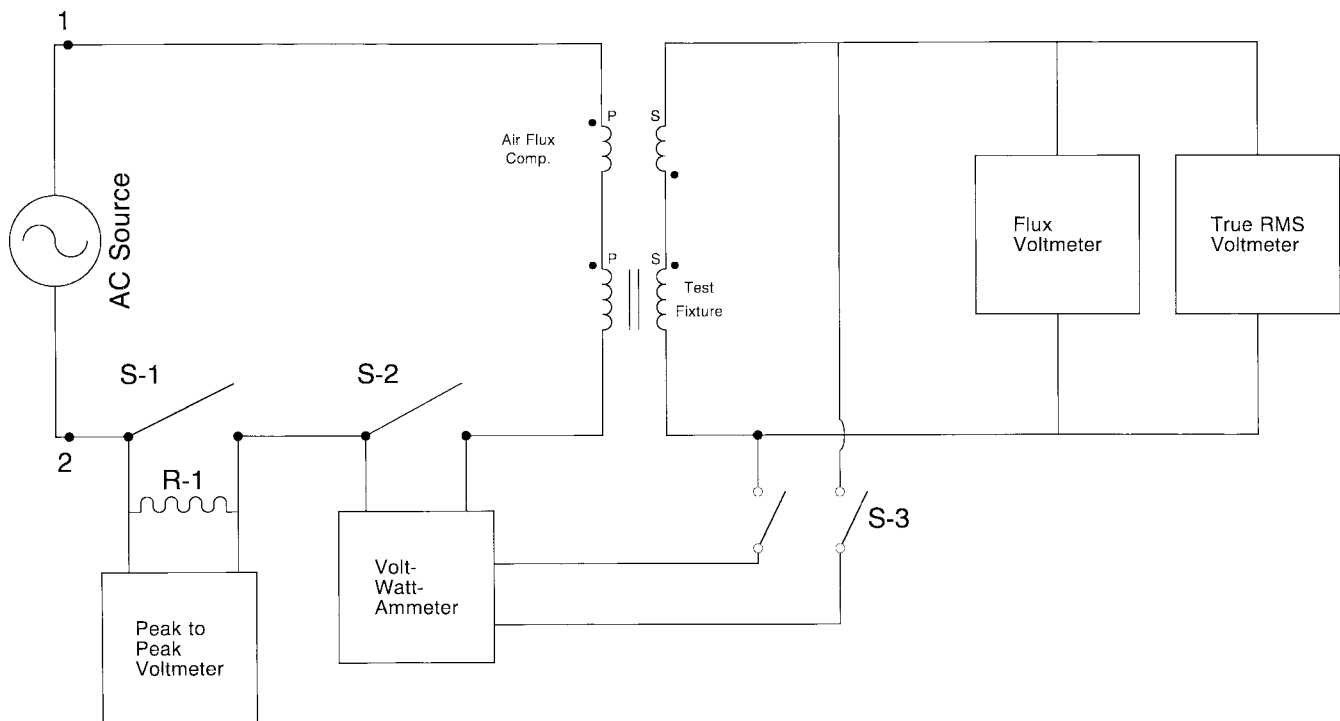 1
P
S
Air Flux
Comp.
AC Source
Flux
Voltmeter
True RMS
Voltmeter
P
S
Test
Fixture
S-1
S-2
2
R-1
S-3
Volt-
Watt-
Ammeter
Peak to
Peak
Voltmeter